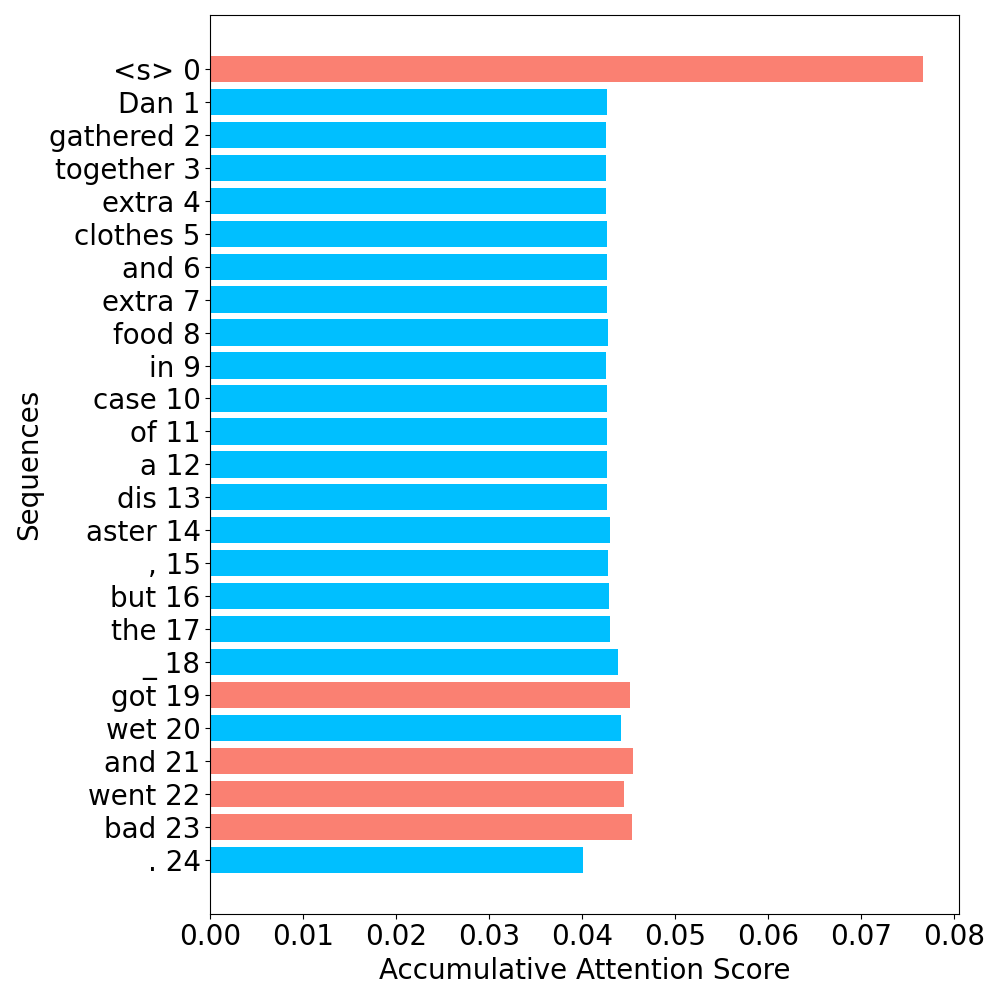 <s> 0
Dan 1
gathered 2
together 3
extra 4
clothes 5
and 6
extra 7
food 8
in 9
case 10
of 11
a 12
dis 13
aster 14
, 15
but 16
the 17
_ 18
got 19
wet 20
and 21
went 22
bad 23
. 24
Sequences
0.00 0.01 0.02 0.03 0.04 0.05 0.06 0.07 0.08
Accumulative Attention Score